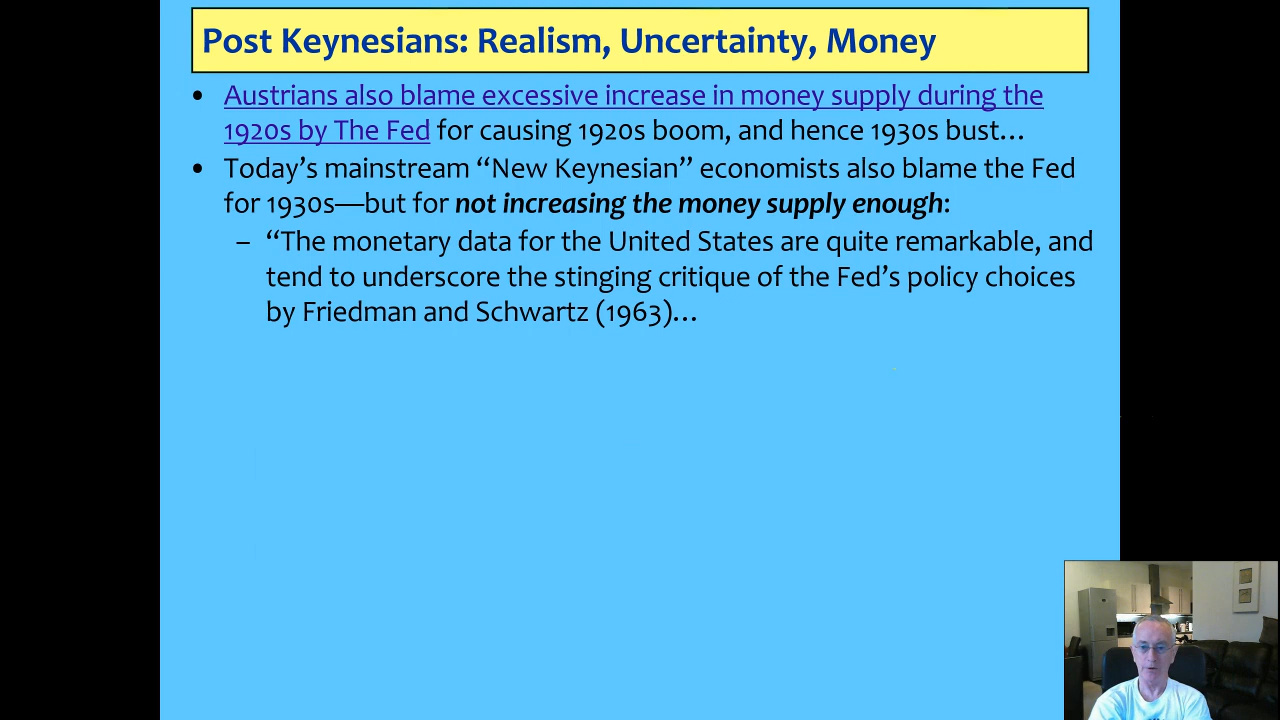 Post Keynesians: Realism, Uncertainty, Money
• Austrians also blame excessive increase in money supply during the
1920s by The Fed for causing 1920s boom, and hence 1930s bust…
• Today’s mainstream “New Keynesian” economists also blame the Fed
for 1930s—but for not increasing the money supply enough:
– “The monetary data for the United States are quite remarkable, and
tend to underscore the stinging critique of the Fed’s policy choices
by Friedman and Schwartz (1963)…